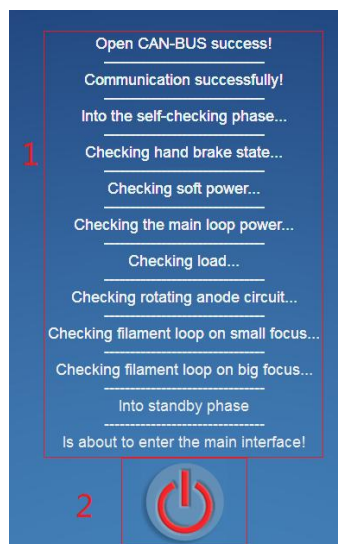 Open CAN-BUS success!
-------------------------------
Communication successfully!
-------------------------------
Into the self-checking phase...
-------------------------------
1
Checking hand brake state...
-------------------------------
Checking soft power...
-------------------------------
Checking the main loop power...
-------------------------------
Checking load...
-------------------------------
Checking rotating anode circuit...
-------------------------------
Checking filament loop on small focus...
-------------------------------
Checking filament loop on big focus...
-------------------------------
Into standby phase
-------------------------------
Is about to enter the main interface!
2